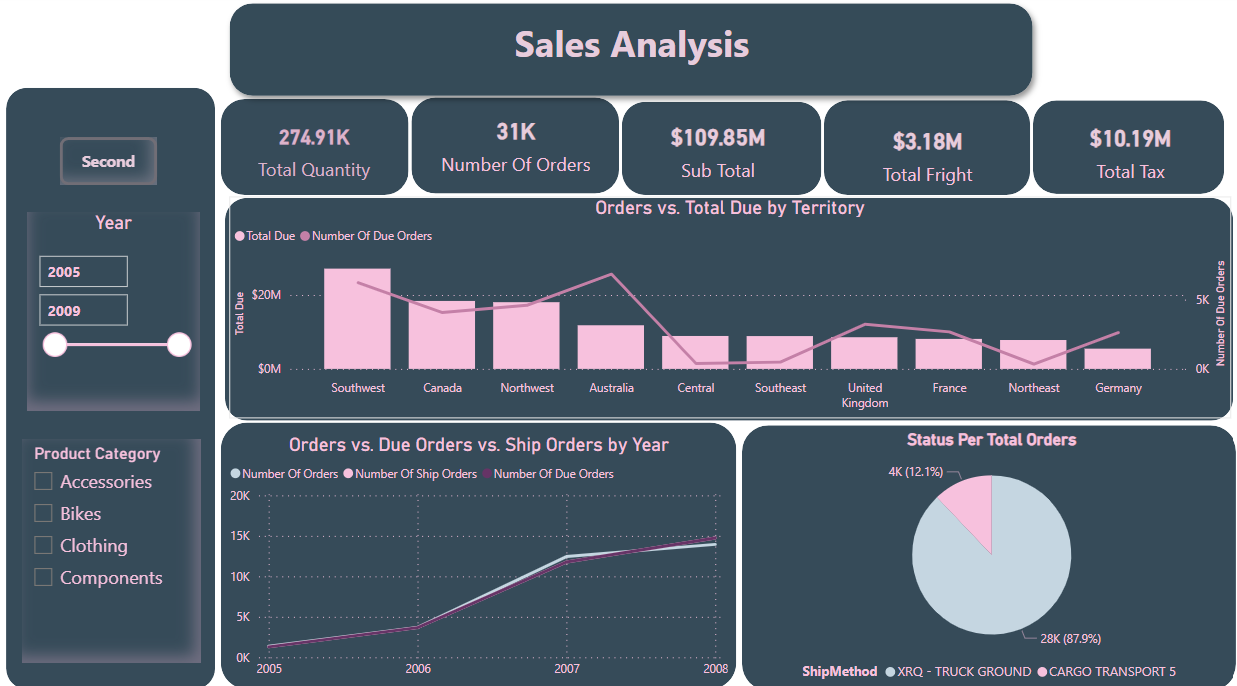 Sales Analysis
Second
Year
2005
2009
Product Category
Accessories
Bikes
Clothing
Components
274.91K
Total Quantity
31K
Number Of Orders
$109.85M
Sub Total
$3.18M
Total Fright
$10.19M
Total Tax
Orders vs. Total Due by Territory
Total Due Number Of Due Orders
Total Due
$20M
$0M
5K
0K
Number Of Due Orders
Southwest Canada Northwest Australia Central Southeast United Kingdom France Northeast Germany
Orders vs. Due Orders vs. Ship Orders by Year
Number Of Orders Number Of Ship Orders Number Of Due Orders
20K
15K
10K
5K
0K
2005 2006 2007 2008
Status Per Total Orders
4K (12.1%)
28K (87.9%)
ShipMethod XRQ - TRUCK GROUND CARGO TRANSPORT 5